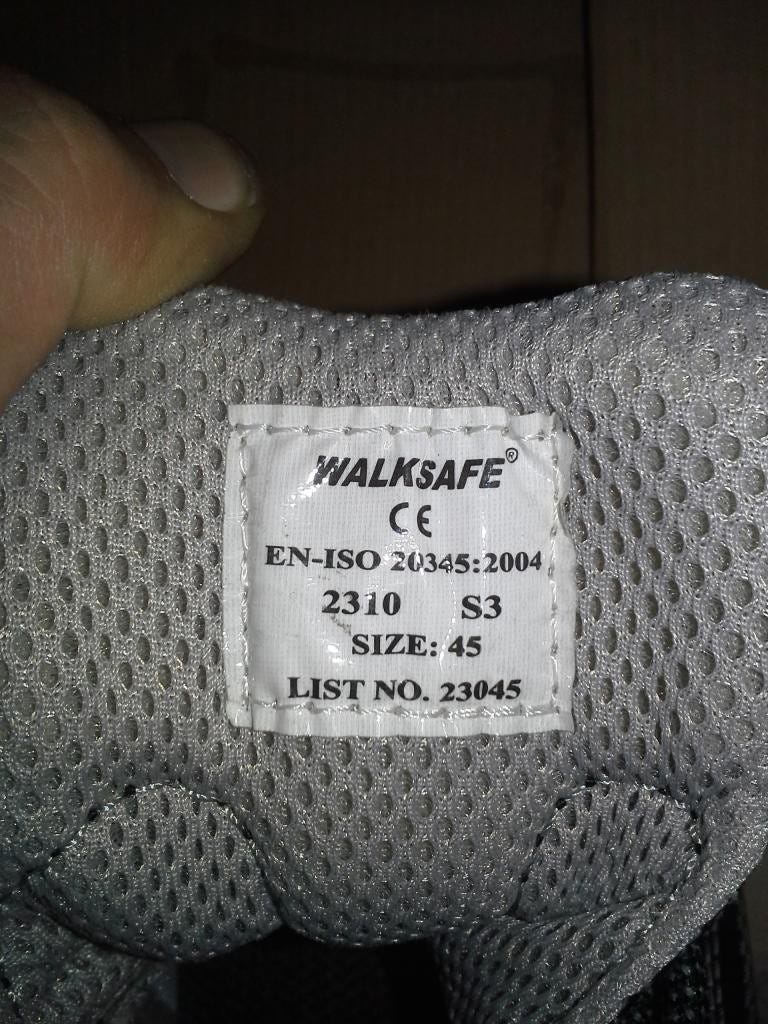 WALKSAFE®
CE
EN-ISO 20345:2004
2310 S3
SIZE: 45
LIST NO. 23045